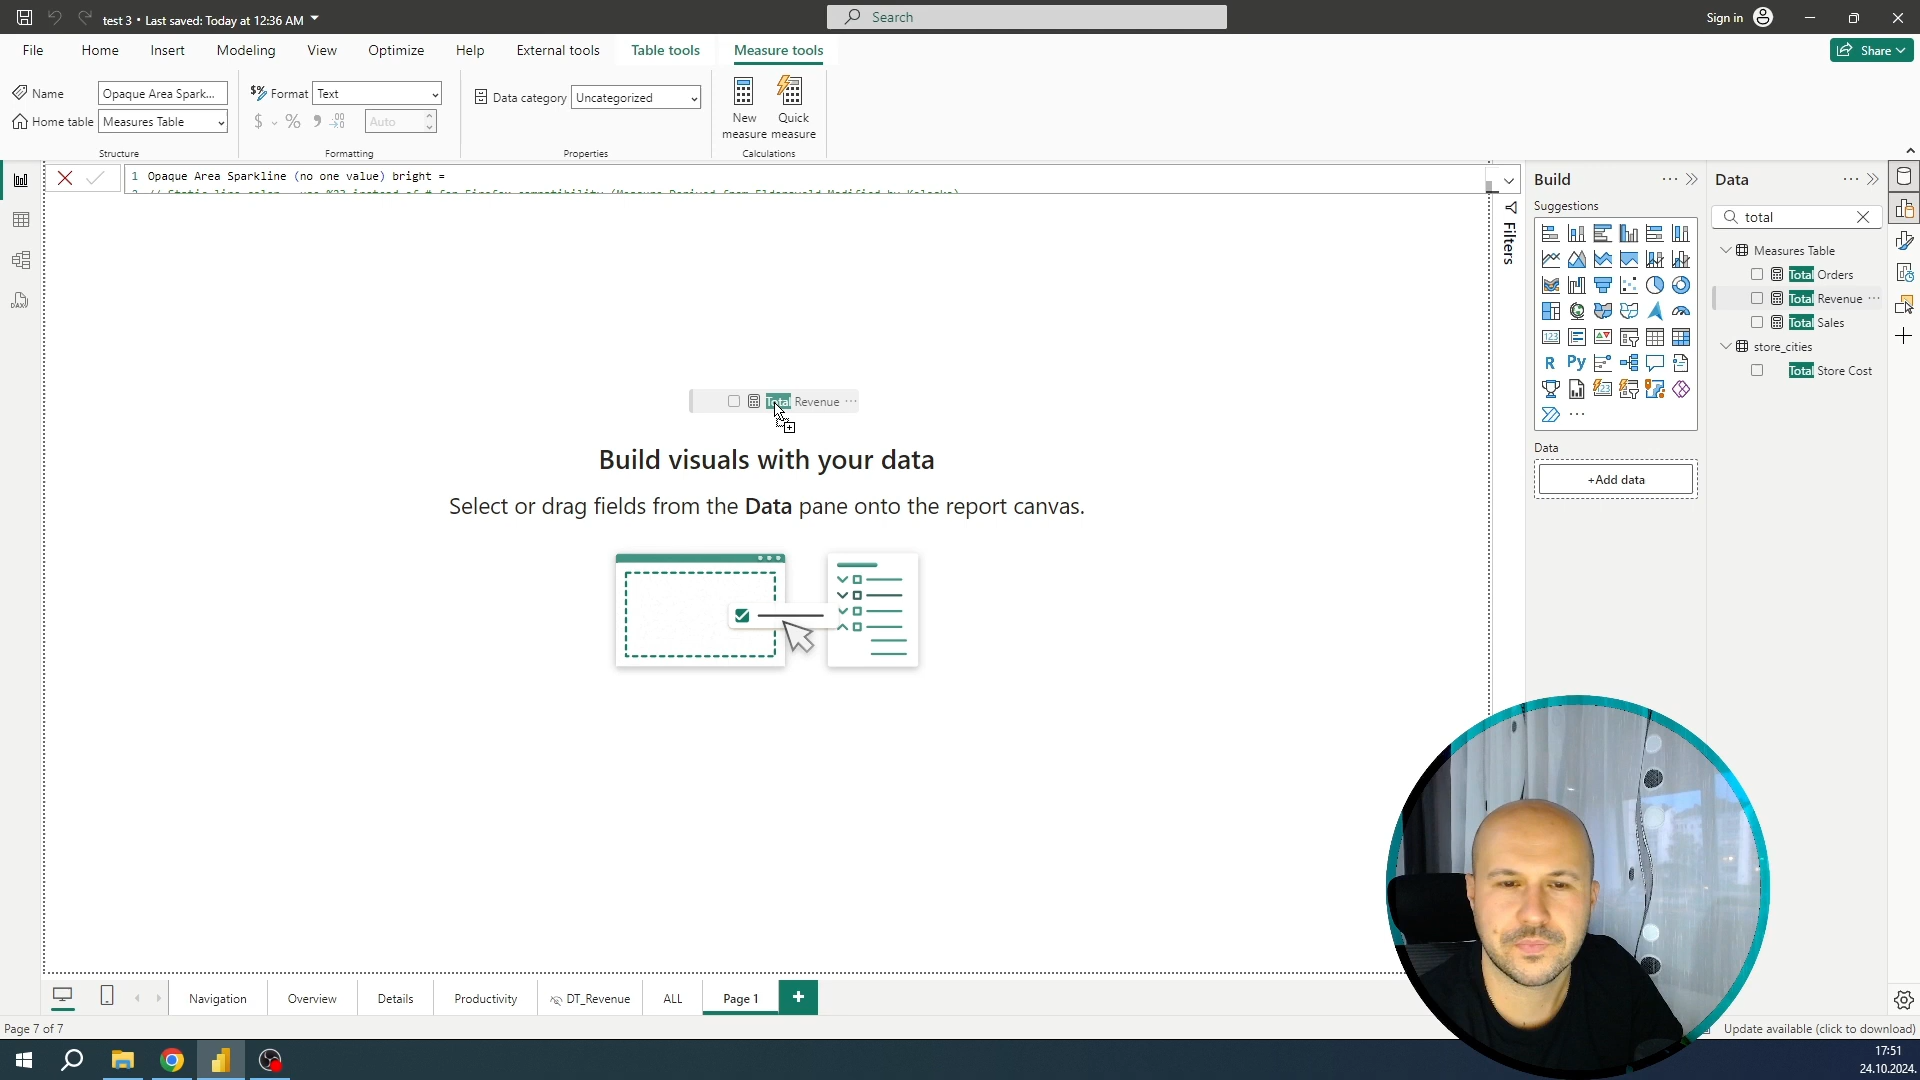 test 3 • Last saved: Today at 12:36 AM
Search
Sign in
File
Home
Insert
Modeling
View
Optimize
Help
External tools
Table tools
Measure tools
Share
Name
Opaque Area Spark...
Home table
Measures Table
Structure
$% Format
Text
$
%
Auto
Formatting
Data category
Uncategorized
Properties
New measure
Quick measure
Calculations
1 Opaque Area Sparkline (no one value) bright =
Filters
Build
Suggestions
123
R
Py
Data
+Add data
Data
total
Measures Table
Total Orders
Total Revenue
Total Sales
store_cities
Total Store Cost
Total Revenue
Build visuals with your data
Select or drag fields from the Data pane onto the report canvas.
Navigation
Overview
Details
Productivity
DT_Revenue
ALL
Page 1
+
Page 7 of 7
Update available (click to download)
17:51
24.10.2024.